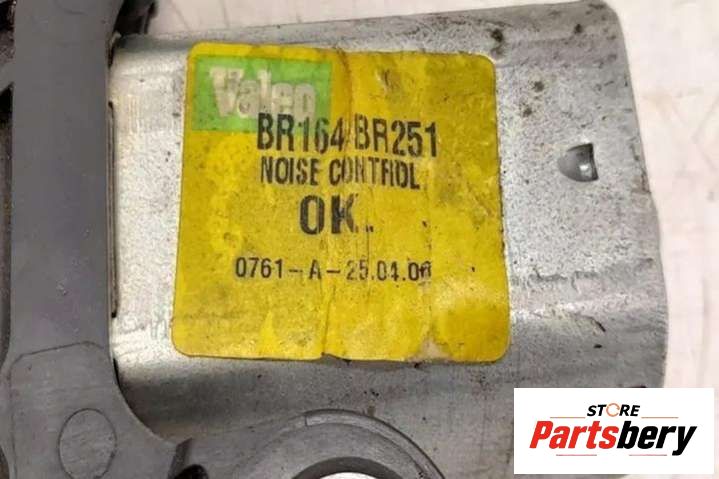 Valeo
BR164/BR251
NOISE CONTROL
OK.
0761-A-25.04.06
STORE
Partsbery